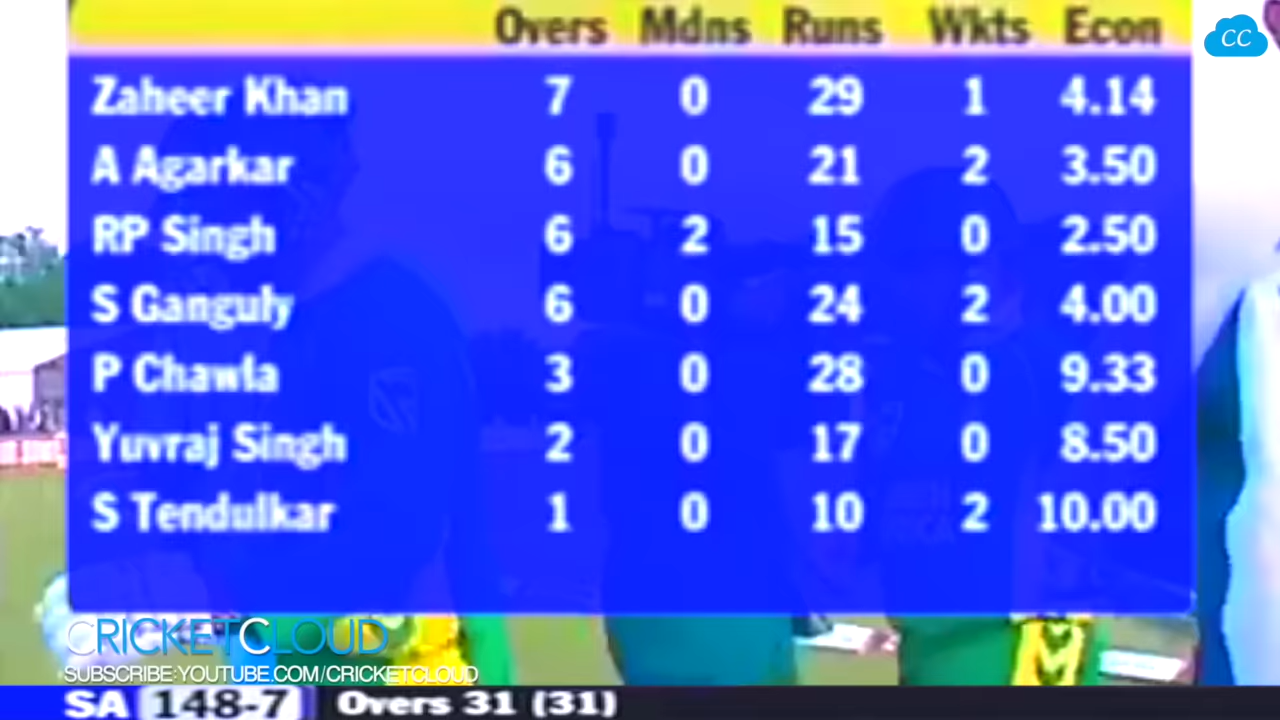 Overs Mdns Runs Wkts Econ
CC
Zaheer Khan 7 0 29 1 4.14
A Agarkar 6 0 21 2 3.50
RP Singh 6 2 15 0 2.50
S Ganguly 6 0 24 2 4.00
P Chawla 3 0 28 0 9.33
Yuvraj Singh 2 0 17 0 8.50
S Tendulkar 1 0 10 2 10.00
CRICKETCLOUD
SUBSCRIBE:YOUTUBE.COM/CRICKETCLOUD
SA 148-7 Overs 31 (31)